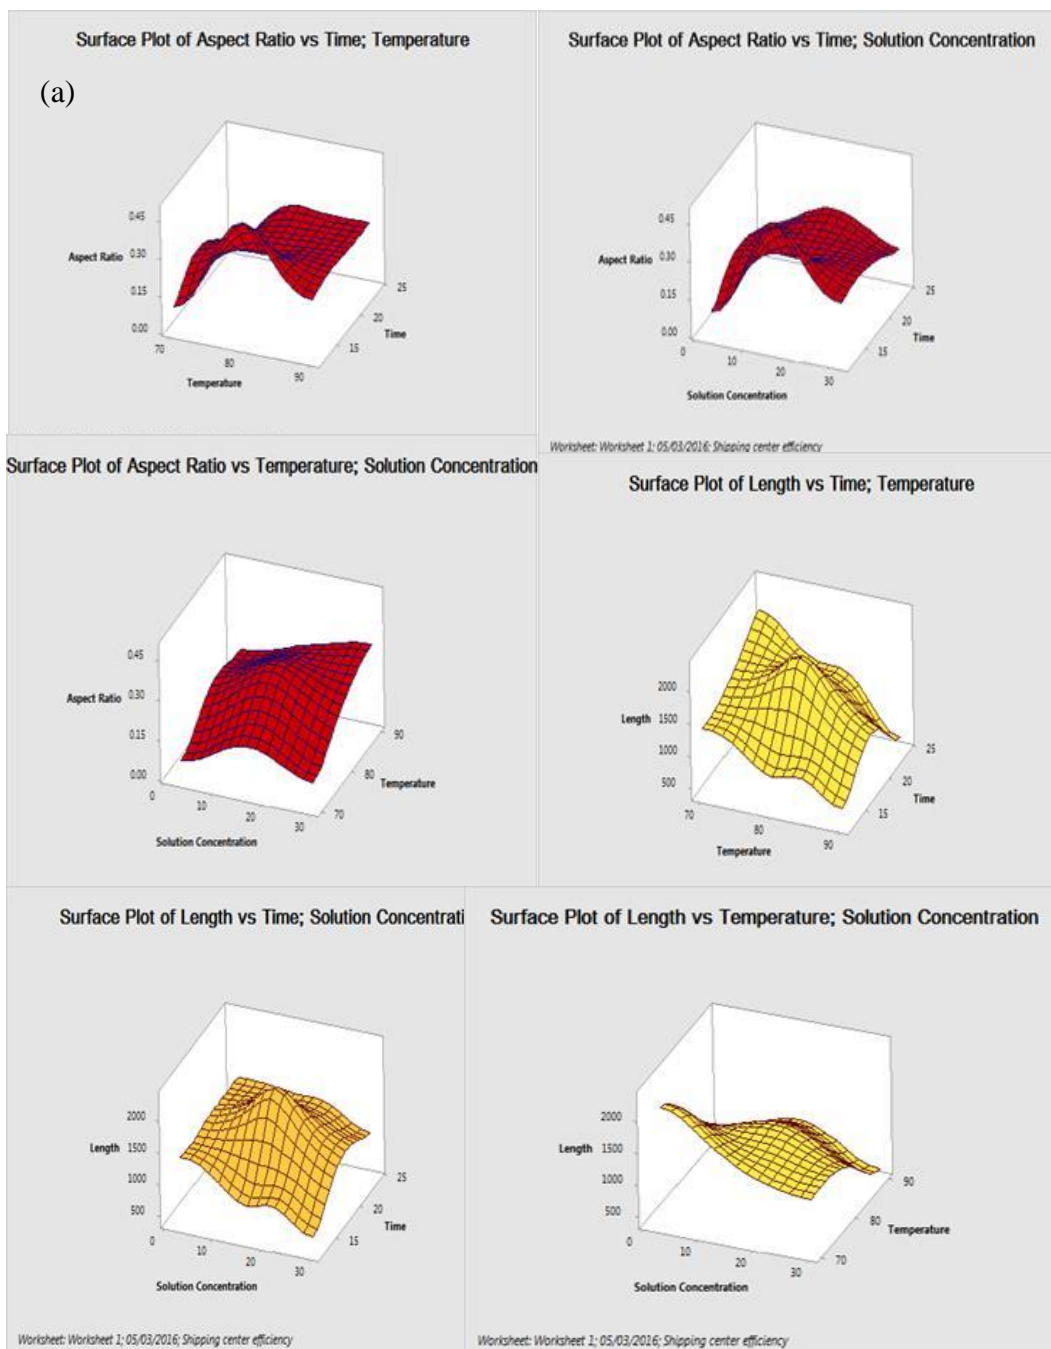 Surface Plot of Aspect Ratio vs Time; Temperature
(a)
0.45
Aspect Ratio 0.30
0.15
0.00
70
80
90
Temperature
15
20
25
Time
Surface Plot of Aspect Ratio vs Time; Solution Concentration
0.45
Aspect Ratio 0.30
0.15
0.00
0
10
20
30
Solution Concentration
15
20
25
Time
Worksheet: Worksheet 1; 05/03/2016; Shipping center efficiency
Surface Plot of Aspect Ratio vs Temperature; Solution Concentration
0.45
Aspect Ratio 0.30
0.15
0.00
0
10
20
30
Solution Concentration
70
80
90
Temperature
Surface Plot of Length vs Time; Temperature
2000
Length 1500
1000
500
70
80
90
Temperature
15
20
25
Time
Surface Plot of Length vs Time; Solution Concentrati
2000
Length 1500
1000
500
0
10
20
30
Solution Concentration
15
20
25
Time
Worksheet: Worksheet 1; 05/03/2016; Shipping center efficiency
Surface Plot of Length vs Temperature; Solution Concentration
2000
Length 1500
1000
500
0
10
20
30
Solution Concentration
70
80
90
Temperature
Worksheet: Worksheet 1; 05/03/2016; Shipping center efficiency